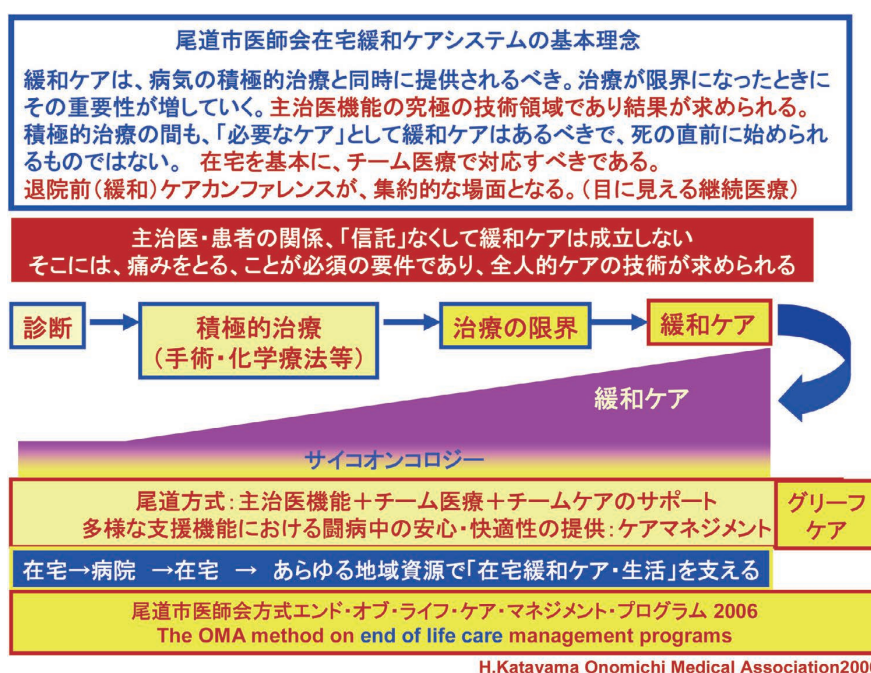 尾道市医師会在宅緩和ケアシステムの基本理念
緩和ケアは、病気の積極的治療と同時に提供されるべき。治療が限界になったときに
その重要性が増していく。主治医機能の究極の技術領域であり結果が求められる。
積極的治療の間も、「必要なケア」として緩和ケアはあるべきで、死の直前に始められ
るものではない。 在宅を基本に、チーム医療で対応すべきである。
退院前(緩和)ケアカンファレンスが、集約的な場面となる。(目に見える継続医療)
主治医・患者の関係、「信託」なくして緩和ケアは成立しない
そこには、痛みをとる、ことが必須の要件であり、全人的ケアの技術が求められる
診断
積極的治療
(手術・化学療法等)
治療の限界
緩和ケア
緩和ケア
サイコオンコロジー
尾道方式:主治医機能+チーム医療+チームケアのサポート
多様な支援機能における闘病中の安心・快適性の提供:ケアマネジメント
グリーフ
ケア
在宅→病院 →在宅 → あらゆる地域資源で「在宅緩和ケア・生活」を支える
尾道市医師会方式エンド・オブ・ライフ・ケア・マネジメント・プログラム 2006
The OMA method on end of life care management programs
H.Katayama Onomichi Medical Association200